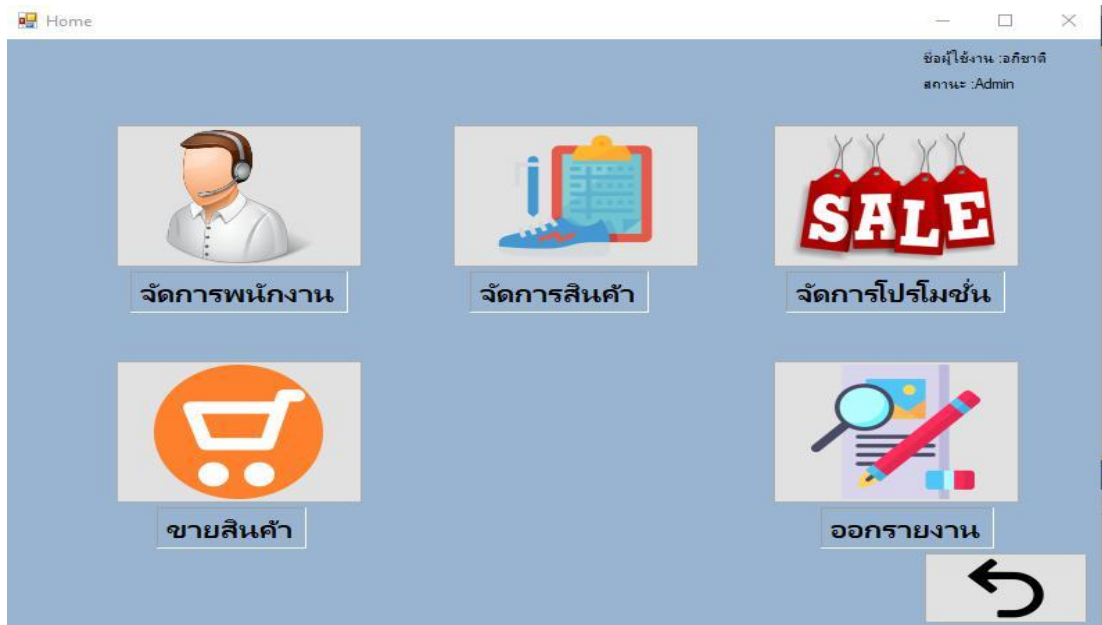 Home
ชื่อผู้ใช้งาน :อภิชาติ
สถานะ :Admin
SALE
จัดการพนักงาน
จัดการสินค้า
จัดการโปรโมชั่น
ขายสินค้า
ออกรายงาน